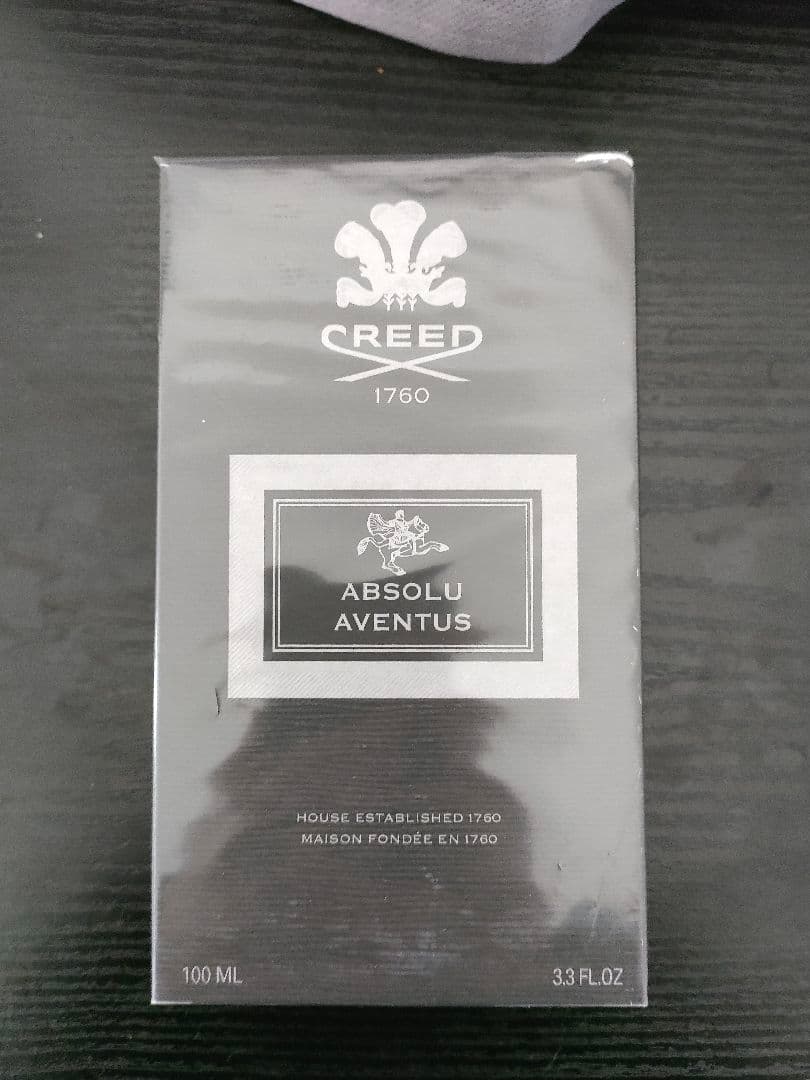 CREED
1760
ABSOLU
AVENTUS
HOUSE ESTABLISHED 1760
MAISON FONDÉE EN 1760
100 ML
3.3 FL.OZ